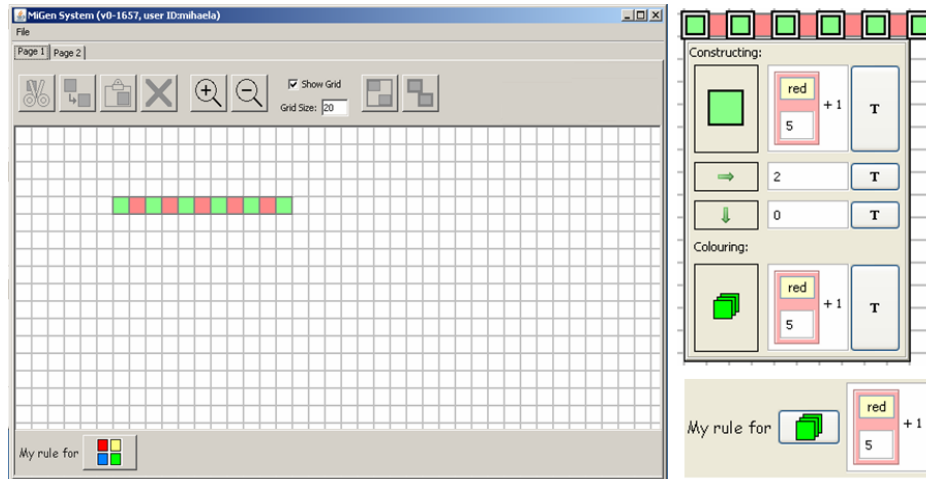 MiGen System (v0-1657, user ID:mihaela)
File
Page 1 Page 2
Show Grid
Grid Size: 20
My rule for
Constructing:
red
5
+ 1
T
2
T
0
T
Colouring:
red
5
+ 1
T
My rule for
red
5
+ 1